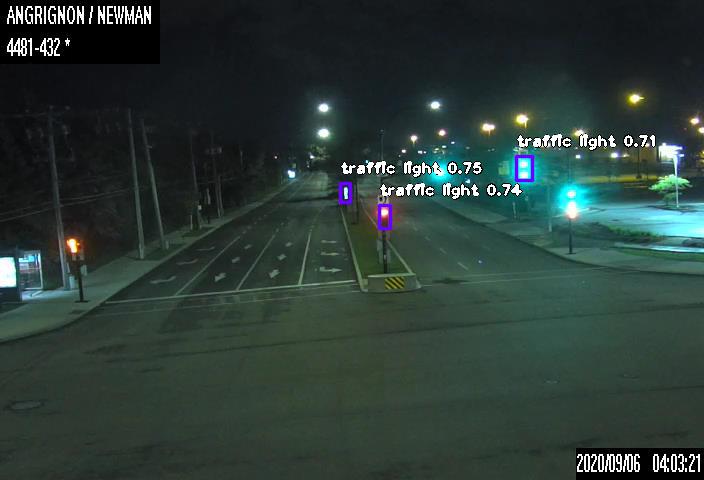 ANGRIGNON / NEWMAN
4481-432 *
traffic light 0.71
traffic light 0.75
traffic light 0.74
2020/09/06 04:03:21